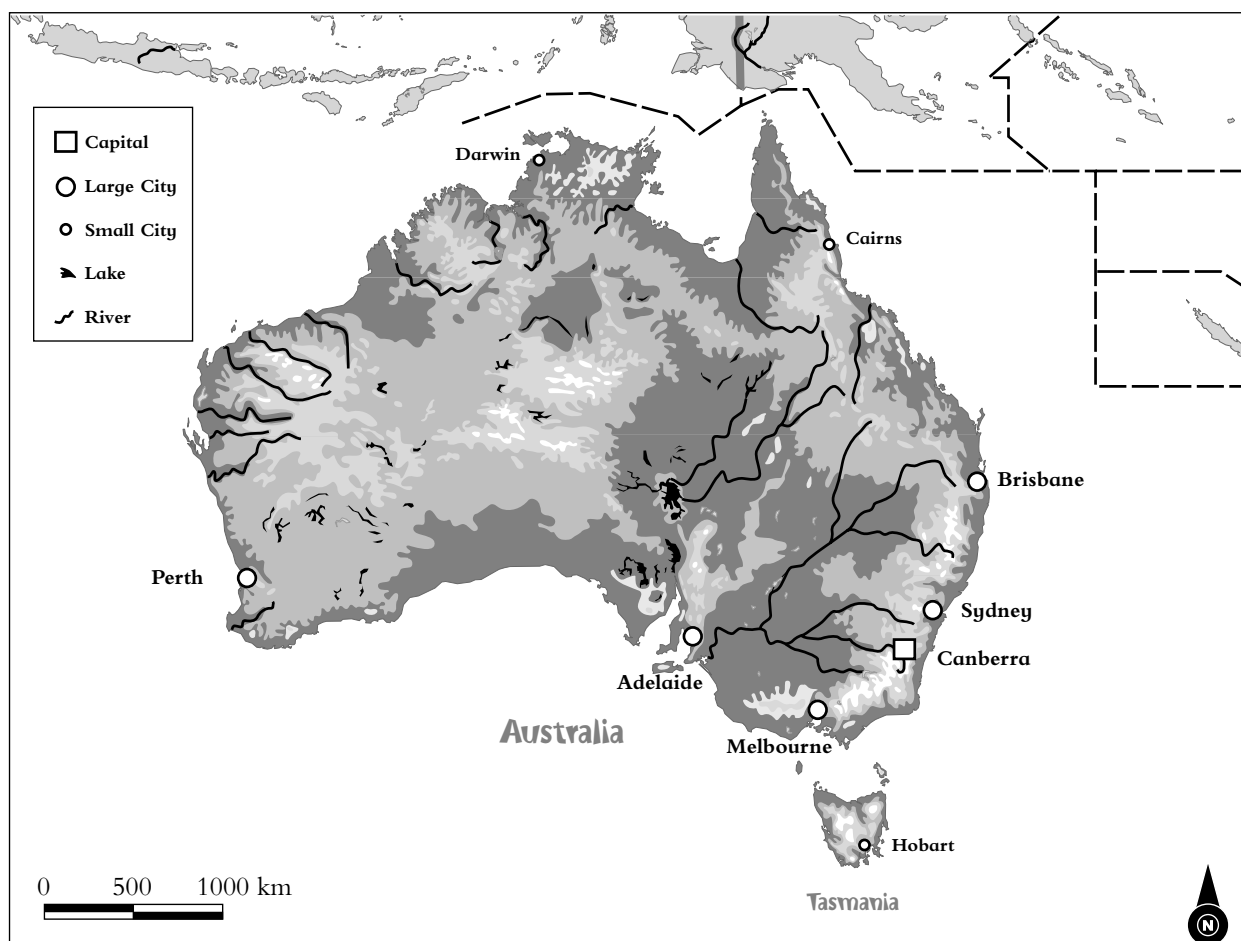 Capital
Large City
Small City
Lake
River
Darwin
Cairns
Brisbane
Perth
Sydney
Canberra
Adelaide
Australia
Melbourne
Hobart
0 500 1000 km
Tasmania
N